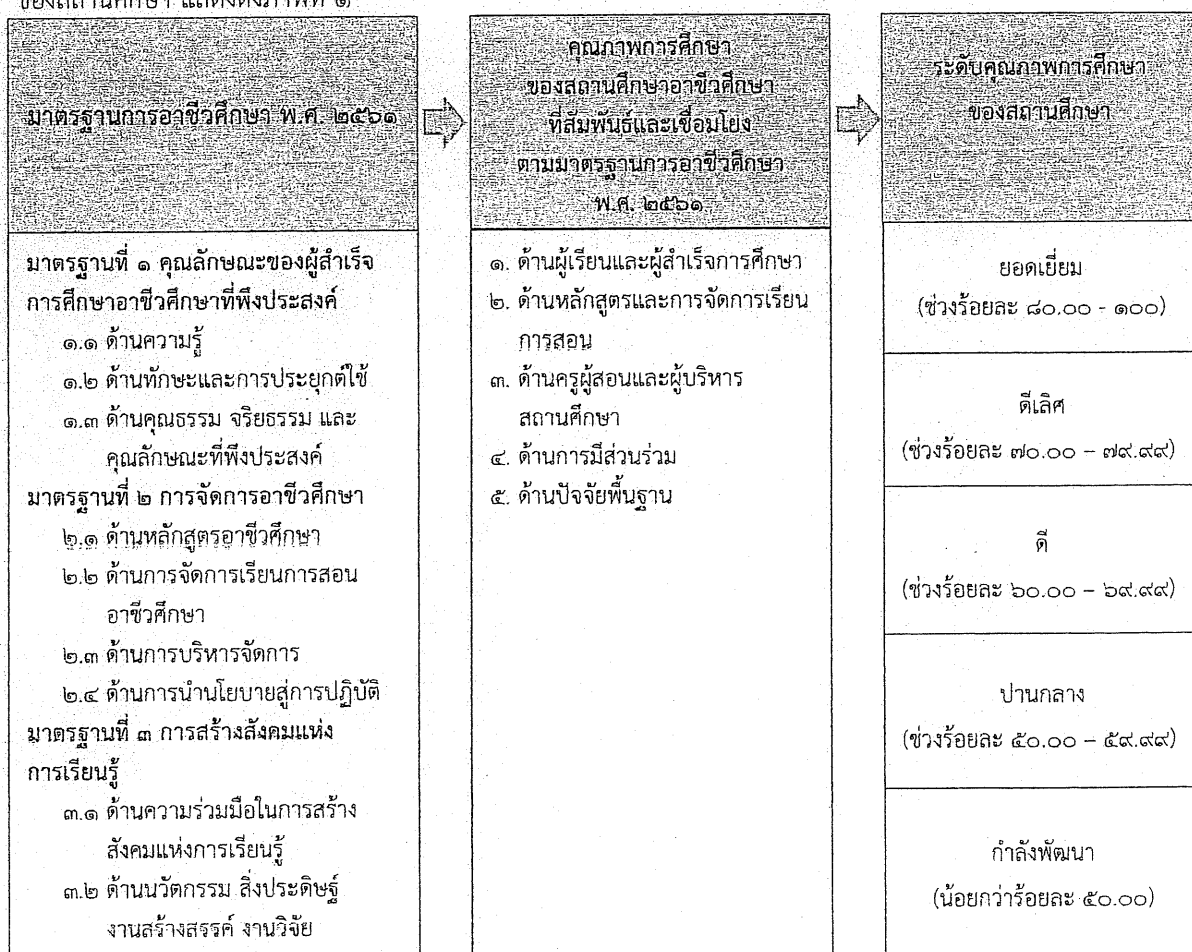 ของสถานศึกษา แสดงดังภาพที่ ๑
มาตรฐานการอาชีวศึกษา พ.ศ. ๒๕๖๑
คุณภาพการศึกษา
ของสถานศึกษาอาชีวศึกษา
ที่สัมพันธ์และเชื่อมโยง
ตามมาตรฐานการอาชีวศึกษา
พ.ศ. ๒๕๖๑
ระดับคุณภาพการศึกษา
ของสถานศึกษา
มาตรฐานที่ ๑ คุณลักษณะของผู้สำเร็จ
การศึกษาอาชีวศึกษาที่พึงประสงค์
๑.๑ ด้านความรู้
๑.๒ ด้านทักษะและการประยุกต์ใช้
๑.๓ ด้านคุณธรรม จริยธรรม และ
คุณลักษณะที่พึงประสงค์
มาตรฐานที่ ๒ การจัดการอาชีวศึกษา
๒.๑ ด้านหลักสูตรอาชีวศึกษา
๒.๒ ด้านการจัดการเรียนการสอน
อาชีวศึกษา
๒.๓ ด้านการบริหารจัดการ
๒.๔ ด้านการนำนโยบายสู่การปฏิบัติ
มาตรฐานที่ ๓ การสร้างสังคมแห่ง
การเรียนรู้
๓.๑ ด้านความร่วมมือในการสร้าง
สังคมแห่งการเรียนรู้
๓.๒ ด้านนวัตกรรม สิ่งประดิษฐ์
งานสร้างสรรค์ งานวิจัย
๑. ด้านผู้เรียนและผู้สำเร็จการศึกษา
๒. ด้านหลักสูตรและการจัดการเรียน
การสอน
๓. ด้านครูผู้สอนและผู้บริหาร
สถานศึกษา
๔. ด้านการมีส่วนร่วม
๕. ด้านปัจจัยพื้นฐาน
ยอดเยี่ยม
(ช่วงร้อยละ ๘๐.๐๐ - ๑๐๐)
ดีเลิศ
(ช่วงร้อยละ ๗๐.๐๐ – ๗๙.๙๙)
ดี
(ช่วงร้อยละ ๖๐.๐๐ – ๖๙.๙๙)
ปานกลาง
(ช่วงร้อยละ ๕๐.๐๐ – ๕๙.๙๙)
กำลังพัฒนา
(น้อยกว่าร้อยละ ๕๐.๐๐)